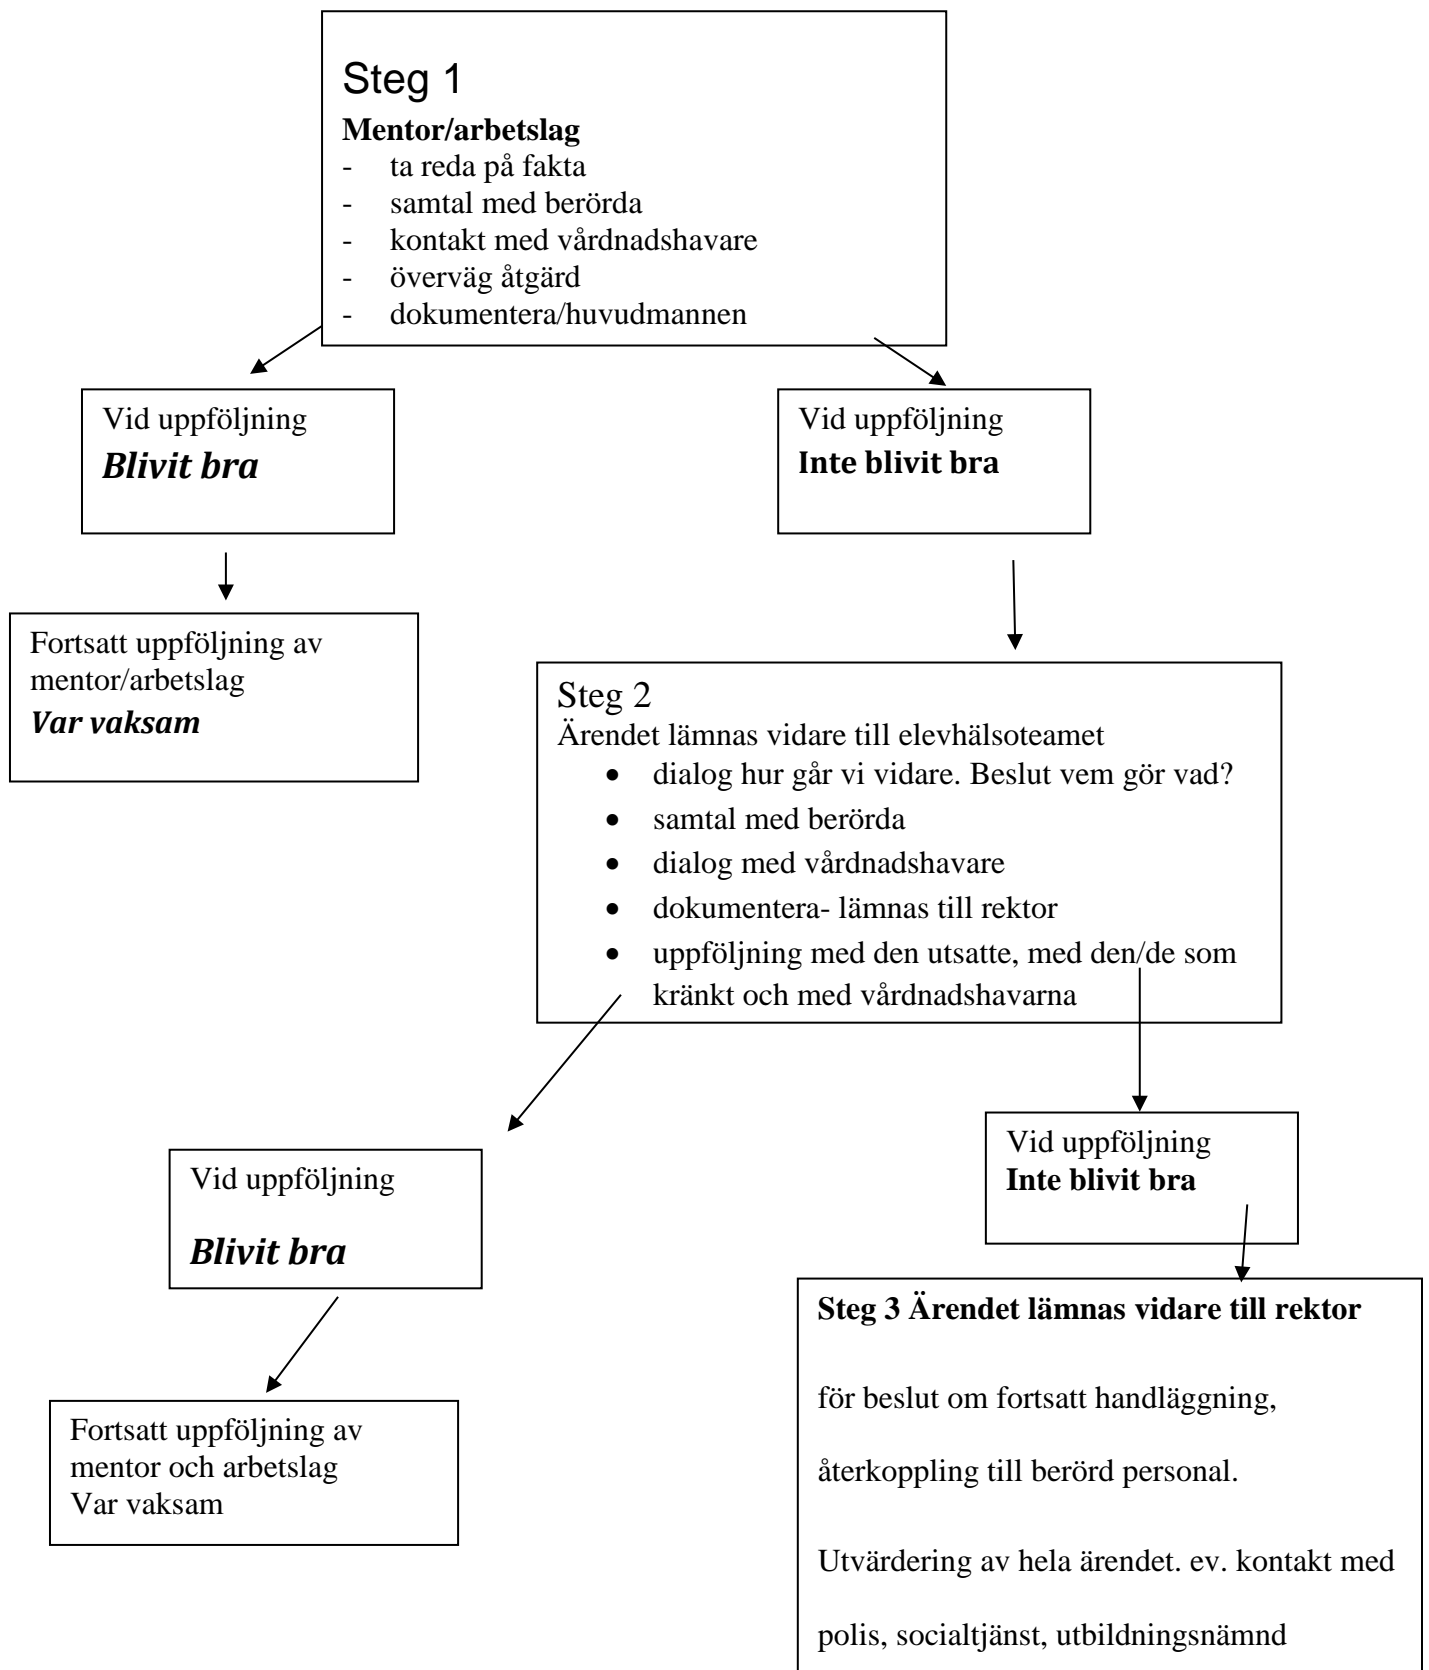 Steg 1
Mentor/arbetslag
- ta reda på fakta
- samtal med berörda
- kontakt med vårdnadshavare
- överväg åtgärd
- dokumentera/huvudmannen
Vid uppföljning
Blivit bra
Vid uppföljning
Inte blivit bra
Fortsatt uppföljning av
mentor/arbetslag
Var vaksam
Steg 2
Ärendet lämnas vidare till elevhälsoteamet
• dialog hur går vi vidare. Beslut vem gör vad?
• samtal med berörda
• dialog med vårdnadshavare
• dokumentera- lämnas till rektor
• uppföljning med den utsatte, med den/de som
kränkt och med vårdnadshavarna
Vid uppföljning
Blivit bra
Vid uppföljning
Inte blivit bra
Fortsatt uppföljning av
mentor och arbetslag
Var vaksam
Steg 3 Ärendet lämnas vidare till rektor
för beslut om fortsatt handläggning,
återkoppling till berörd personal.
Utvärdering av hela ärendet. ev. kontakt med
polis, socialtjänst, utbildningsnämnd